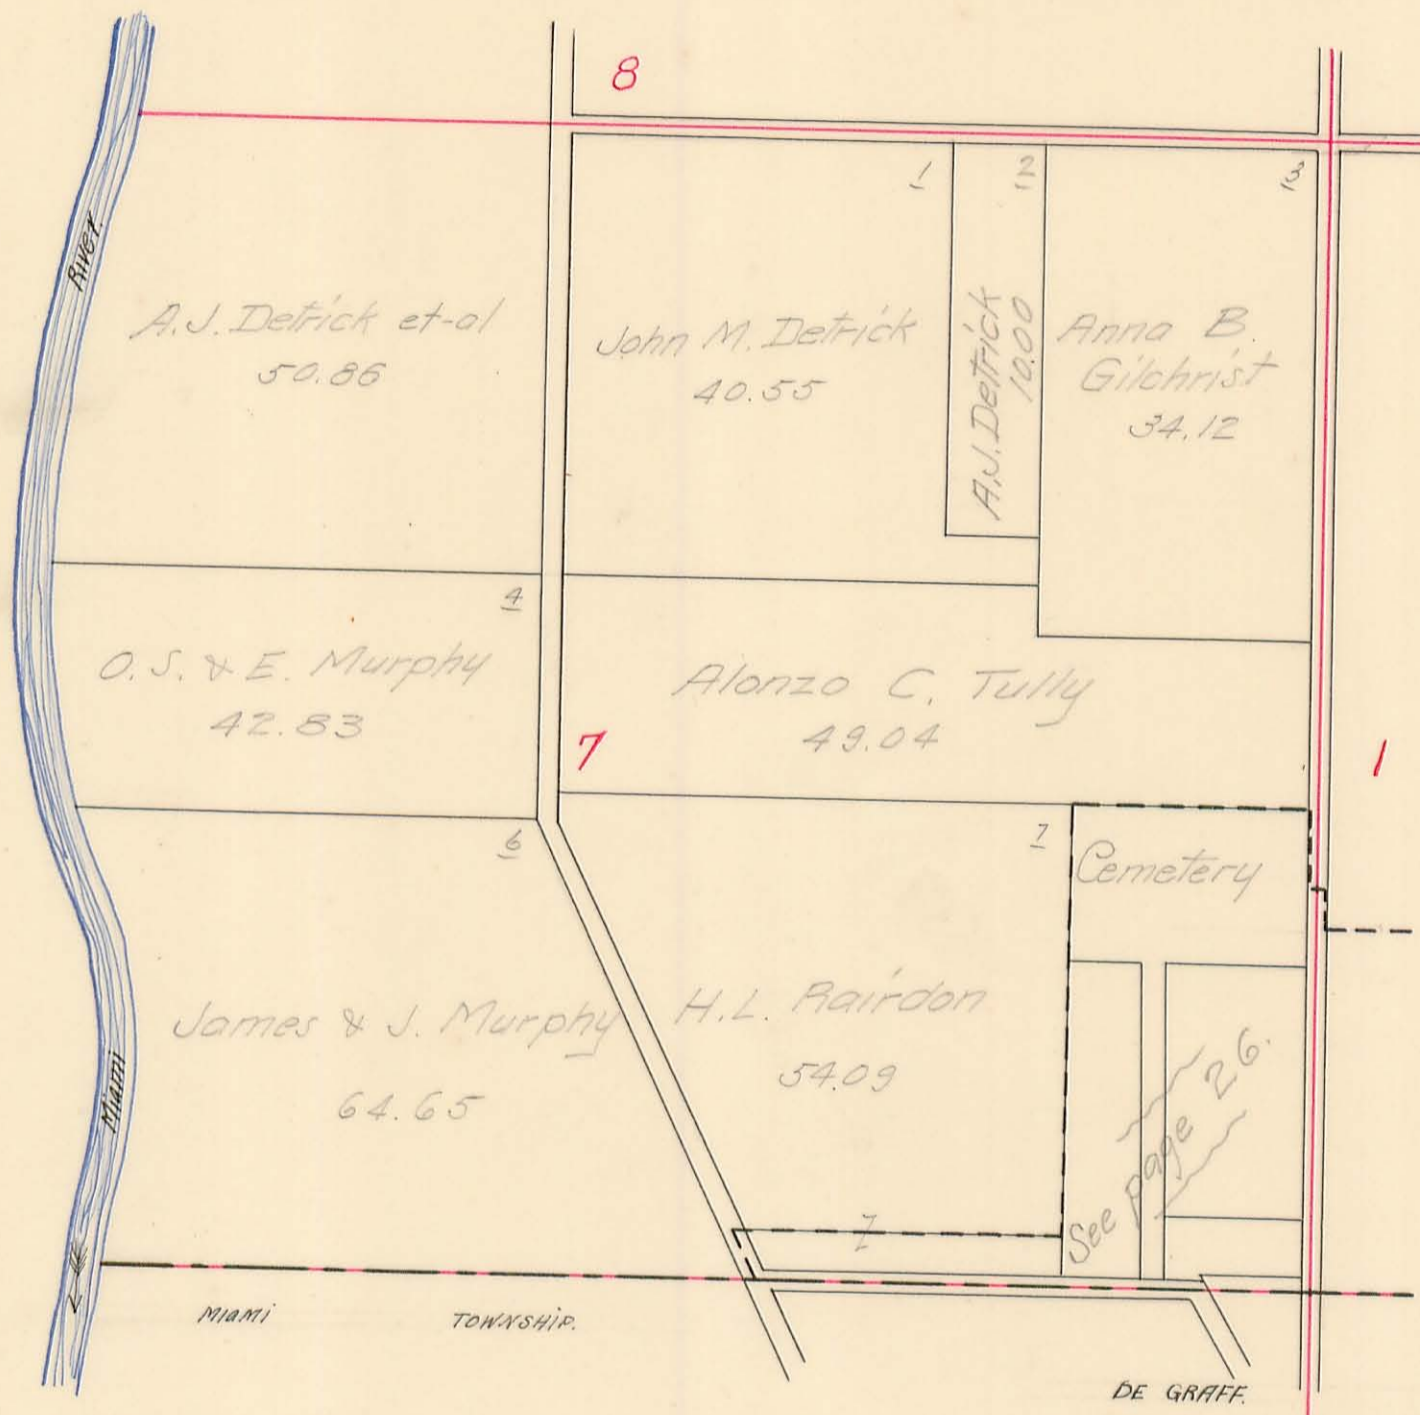 8
1
2
3
River.
A.J. Detrick et-al
50.86
John M. Detrick
40.55
A.J. Detrick
10.00
Anna B.
Gilchrist
34.12
4
O.S. & E. Murphy
42.83
Alonzo C. Tully
49.04
7
1
6
7
Cemetery
James & J. Murphy
64.65
H.L. Rairdon
54.09
See page 26.
Miami
7
Miami TOWNSHIP.
DE GRAFF.